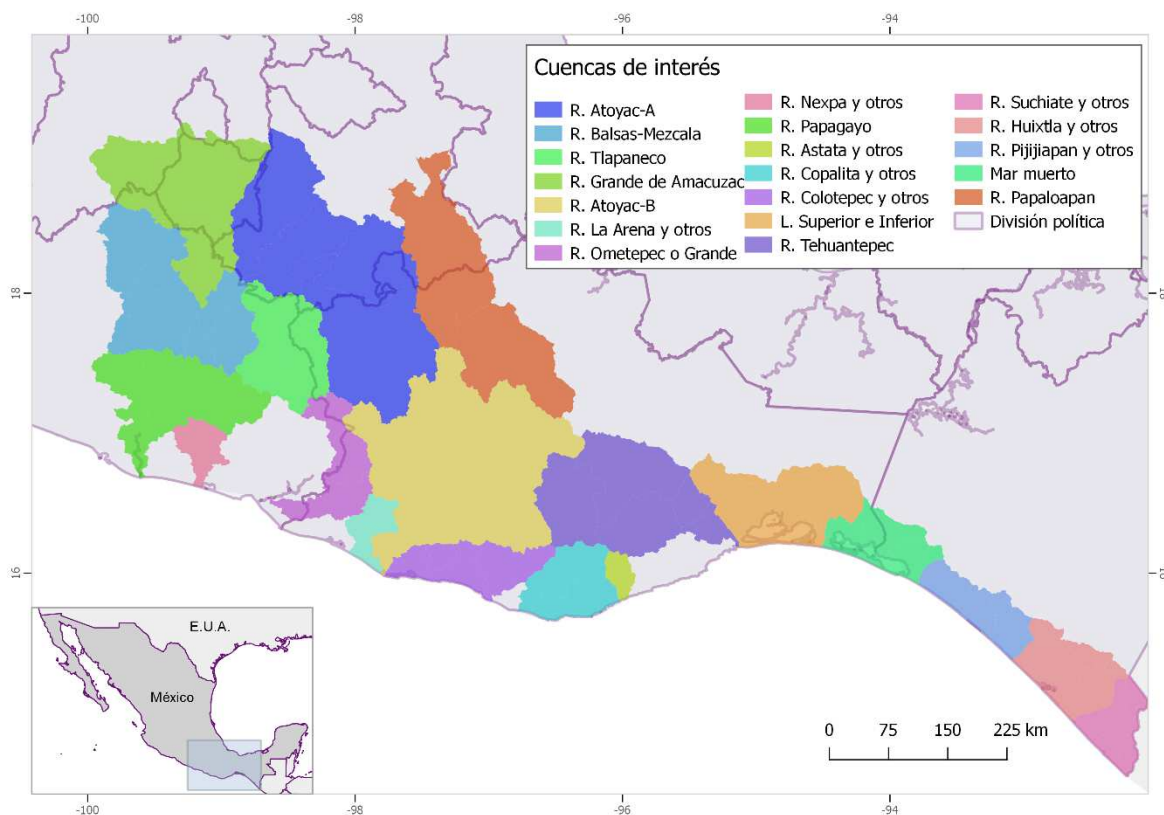 -100 -98 -96 -94
Cuencas de interés
R. Atoyac-A
R. Balsas-Mezcala
R. Tlapaneco
R. Grande de Amacuzac
R. Atoyac-B
R. La Arena y otros
R. Ometepec o Grande
R. Nexpa y otros
R. Papagayo
R. Astata y otros
R. Copalita y otros
R. Colotepec y otros
L. Superior e Inferior
R. Tehuantepec
R. Suchiate y otros
R. Huixtla y otros
R. Pijijiapan y otros
Mar muerto
R. Papaloapan
División política
18
16
E.U.A.
México
0 75 150 225 km
-100 -98 -96 -94